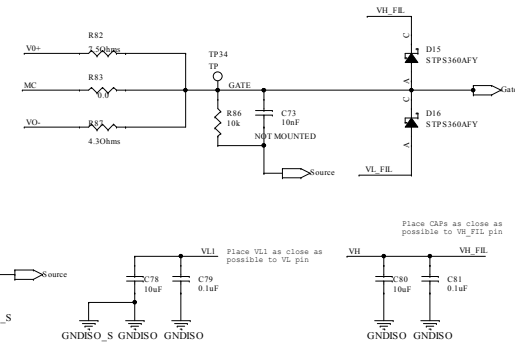 VH_FIL
R82
V0+
7.5Ohms
R83
MC
0.0
R87
VO-
4.3Ohms
TP34
TP
GATE
R86
10k
C73
10nF
NOT MOUNTED
Source
C
D15
STPS360AFY
A
C
D16
STPS360AFY
A
VL_FIL
Gate
Source
_S
VL1
Place VL1 as close as
possible to VL pin
C78
10uF
C79
0.1uF
GNDISO_S GNDISO GNDISO
Place CAPs as close as
possible to VH_FIL pin
VH
VH_FIL
C80
10uF
C81
0.1uF
GNDISO GNDISO